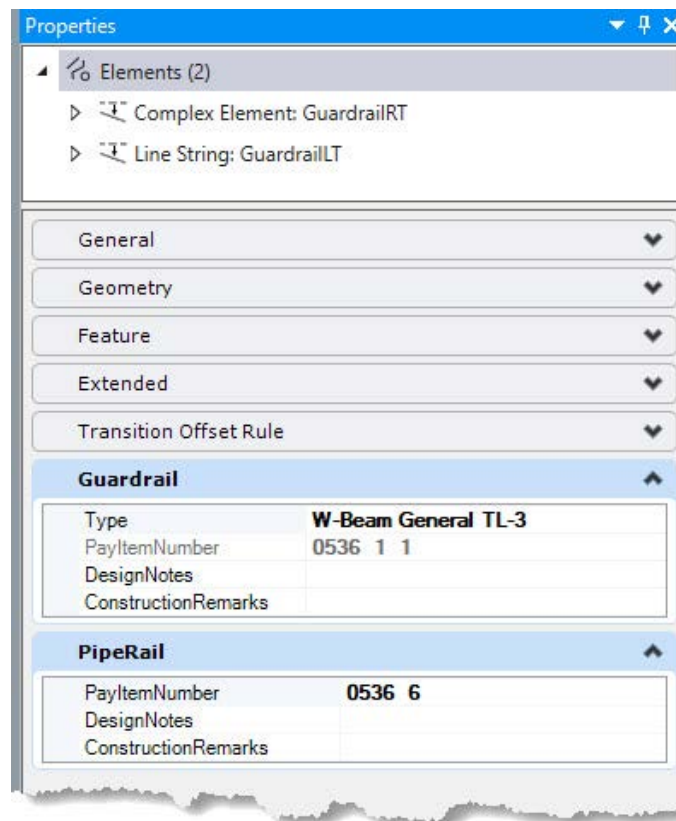 Properties
Elements (2)
Complex Element: GuardrailRT
Line String: GuardrailLT
General
Geometry
Feature
Extended
Transition Offset Rule
Guardrail
Type W-Beam General TL-3
PayItemNumber 0536 1 1
DesignNotes
ConstructionRemarks
PipeRail
PayItemNumber 0536 6
DesignNotes
ConstructionRemarks